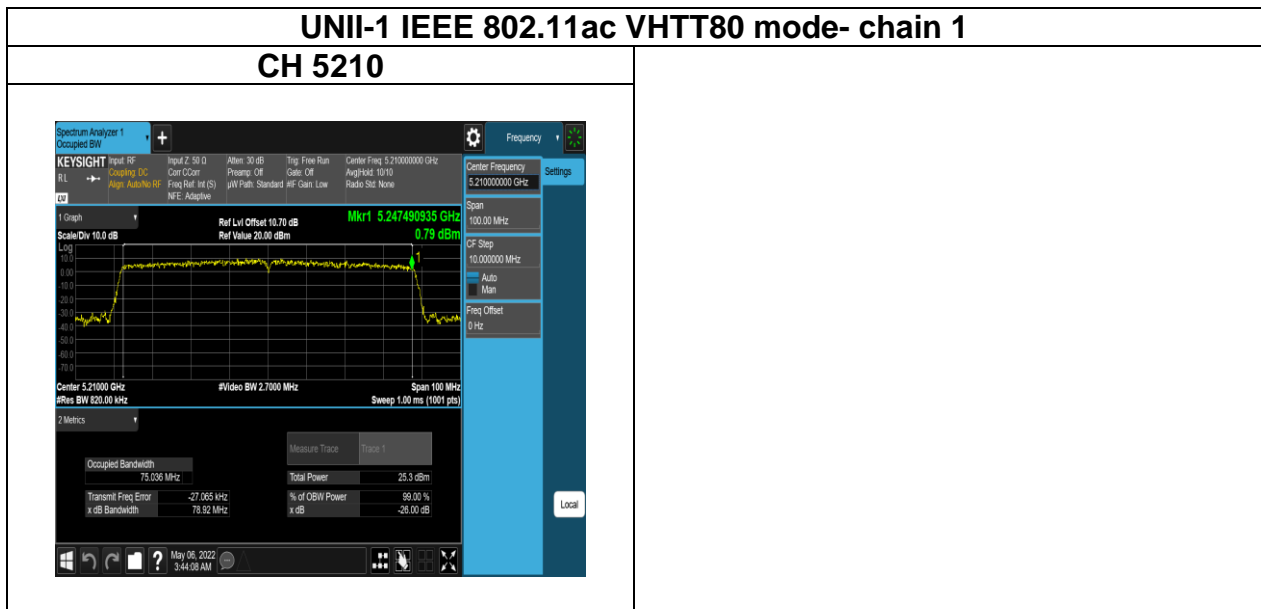 UNII-1 IEEE 802.11ac VHTT80 mode- chain 1
CH 5210
Spectrum Analyzer 1
Occupied BW
+
Frequency
KEYSIGHT
RL
LXI
Input: RF
Coupling: DC
Align: Auto/No RF
Input Z: 50 Ω
Corr CCorr
Freq Ref: Int (S)
NFE: Adaptive
Atten: 30 dB
Preamp: Off
µW Path: Standard
Trig: Free Run
Gate: Off
#IF Gain: Low
Center Freq: 5.210000000 GHz
Avg|Hold: 10/10
Radio Std: None
Center Frequency
5.210000000 GHz
Settings
Span
100.00 MHz
CF Step
10.000000 MHz
Auto
Man
Freq Offset
0 Hz
1 Graph
Scale/Div 10.0 dB
Ref Lvl Offset 10.70 dB
Ref Value 20.00 dBm
Mkr1 5.247490935 GHz
0.79 dBm
Log
10.0
0.00
-10.0
-20.0
-30.0
-40.0
-50.0
-60.0
-70.0
1
Center 5.21000 GHz
#Res BW 820.00 kHz
#Video BW 2.7000 MHz
Span 100 MHz
Sweep 1.00 ms (1001 pts)
2 Metrics
Measure Trace Trace 1
Occupied Bandwidth
75.036 MHz
Total Power 25.3 dBm
Transmit Freq Error -27.065 kHz % of OBW Power 99.00 %
x dB Bandwidth 78.92 MHz x dB -26.00 dB
Local
? May 06, 2022
3:44:08 AM